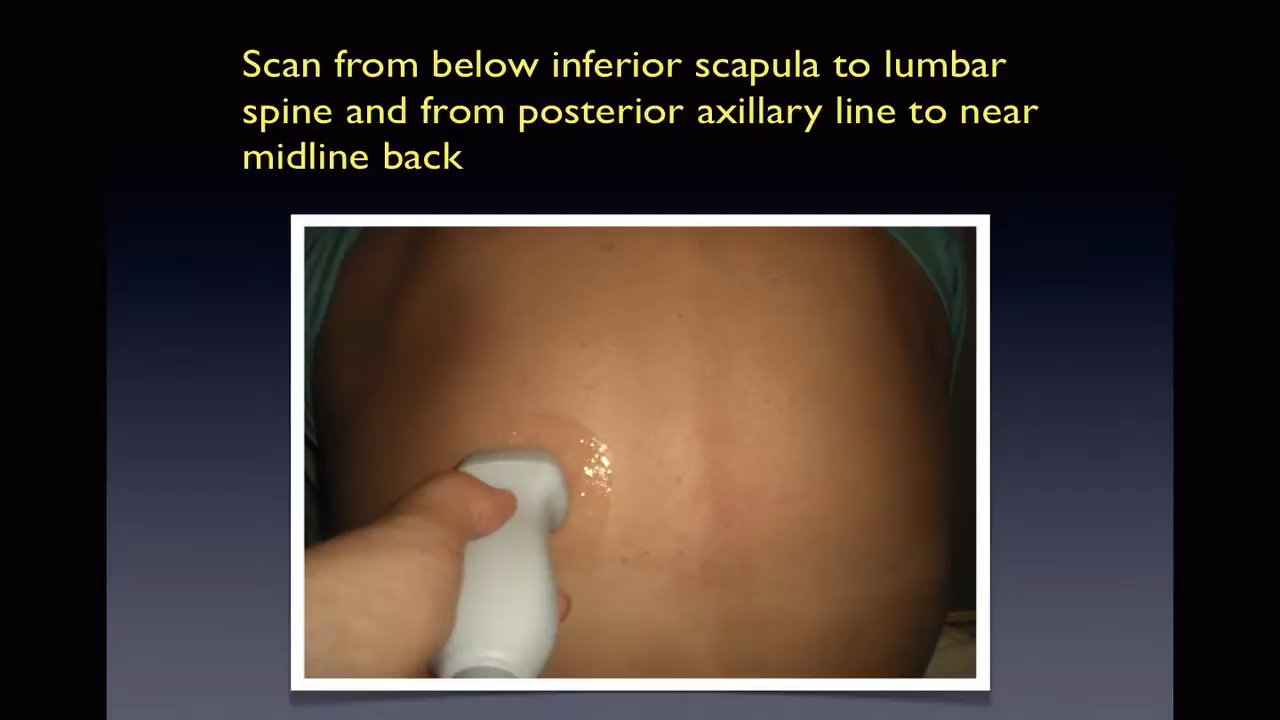 Scan from below inferior scapula to lumbar
spine and from posterior axillary line to near
midline back